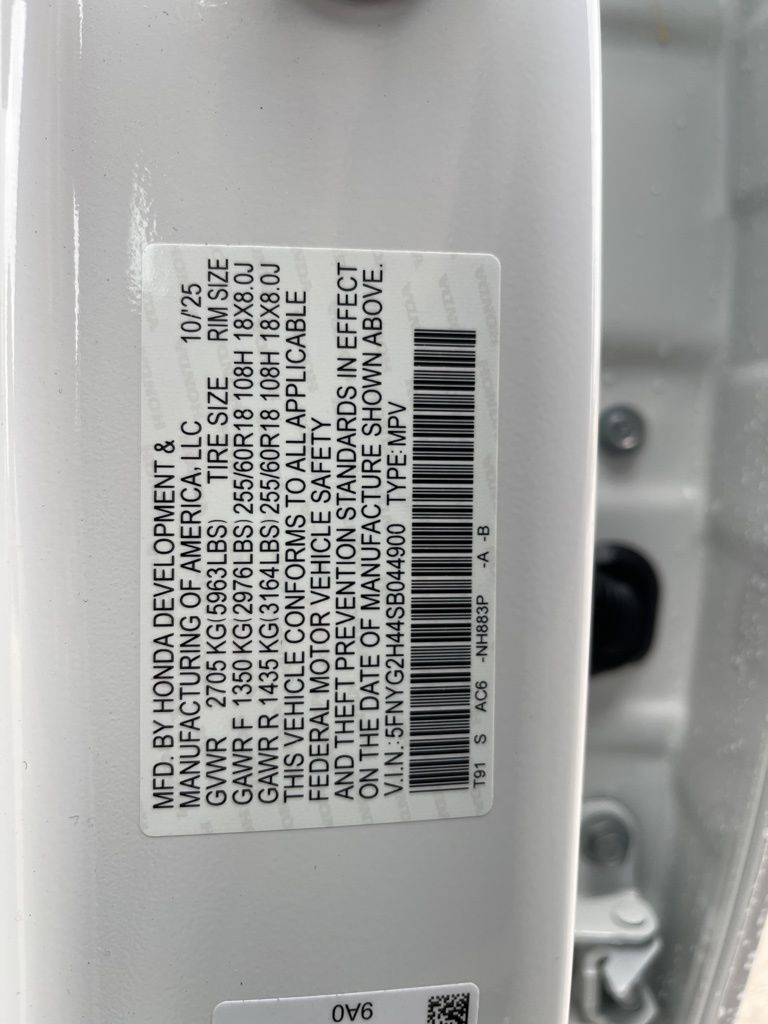 MFD. BY HONDA DEVELOPMENT &
MANUFACTURING OF AMERICA, LLC 10/'25
GVWR 2705 KG(5963LBS) TIRE SIZE RIM SIZE
GAWR F 1350 KG(2976LBS) 255/60R18 108H 18X8.0J
GAWR R 1435 KG(3164LBS) 255/60R18 108H 18X8.0J
THIS VEHICLE CONFORMS TO ALL APPLICABLE
FEDERAL MOTOR VEHICLE SAFETY
AND THEFT PREVENTION STANDARDS IN EFFECT
ON THE DATE OF MANUFACTURE SHOWN ABOVE.
V.I.N.:5FNYG2H44SB044900 TYPE:MPV
T91 S AC6 -NH883P -A -B
9A0